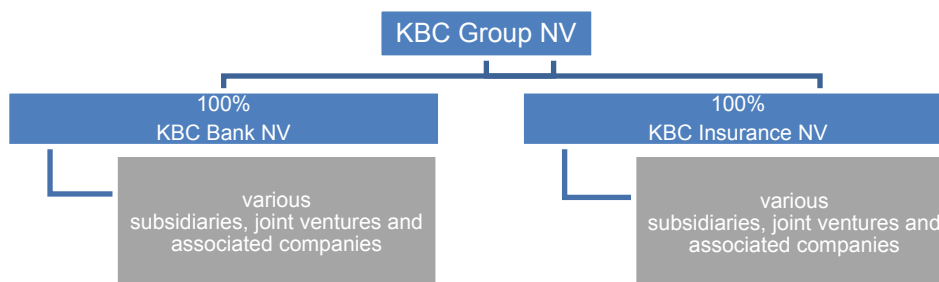 KBC Group NV
100%
KBC Bank NV
100%
KBC Insurance NV
various
subsidiaries, joint ventures and
associated companies
various
subsidiaries, joint ventures and
associated companies